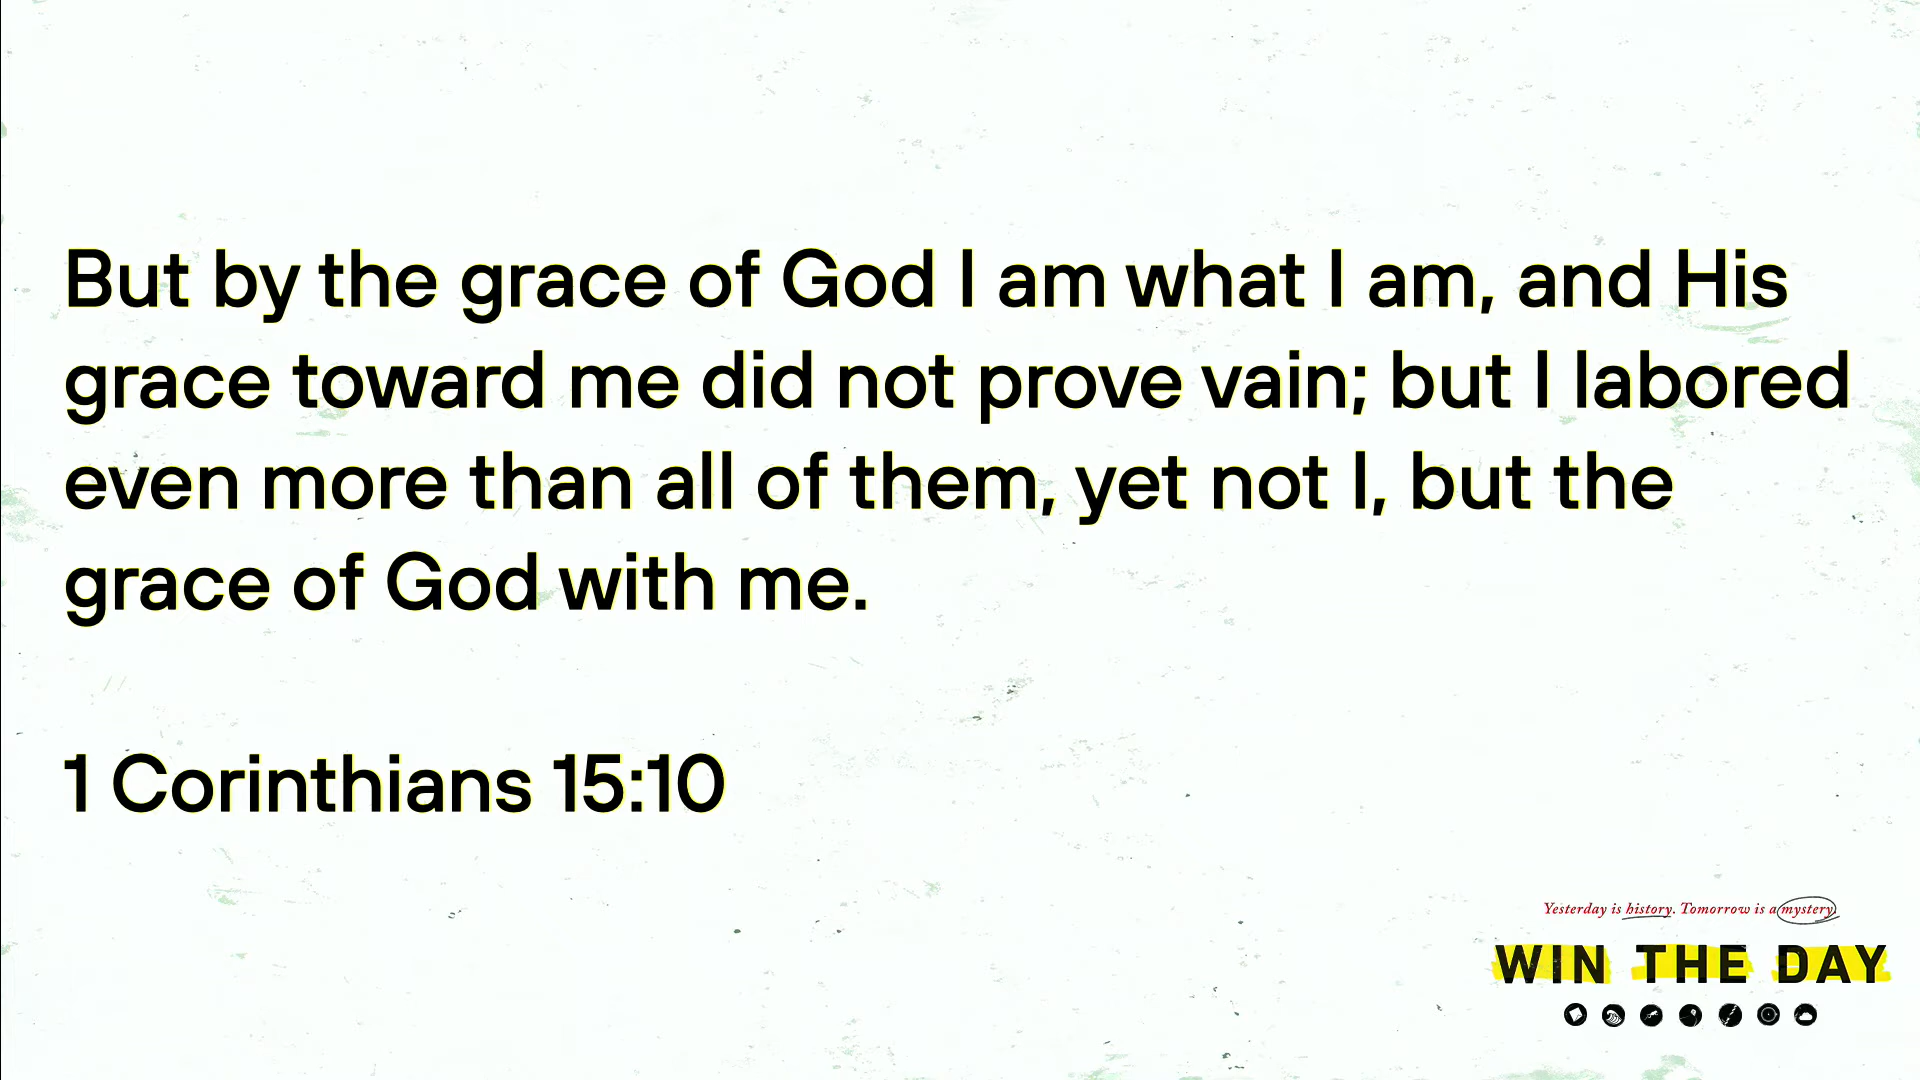 But by the grace of God I am what I am, and His
grace toward me did not prove vain; but I labored
even more than all of them, yet not I, but the
grace of God with me.
1 Corinthians 15:10
Yesterday is history. Tomorrow is a mystery.
WIN THE DAY